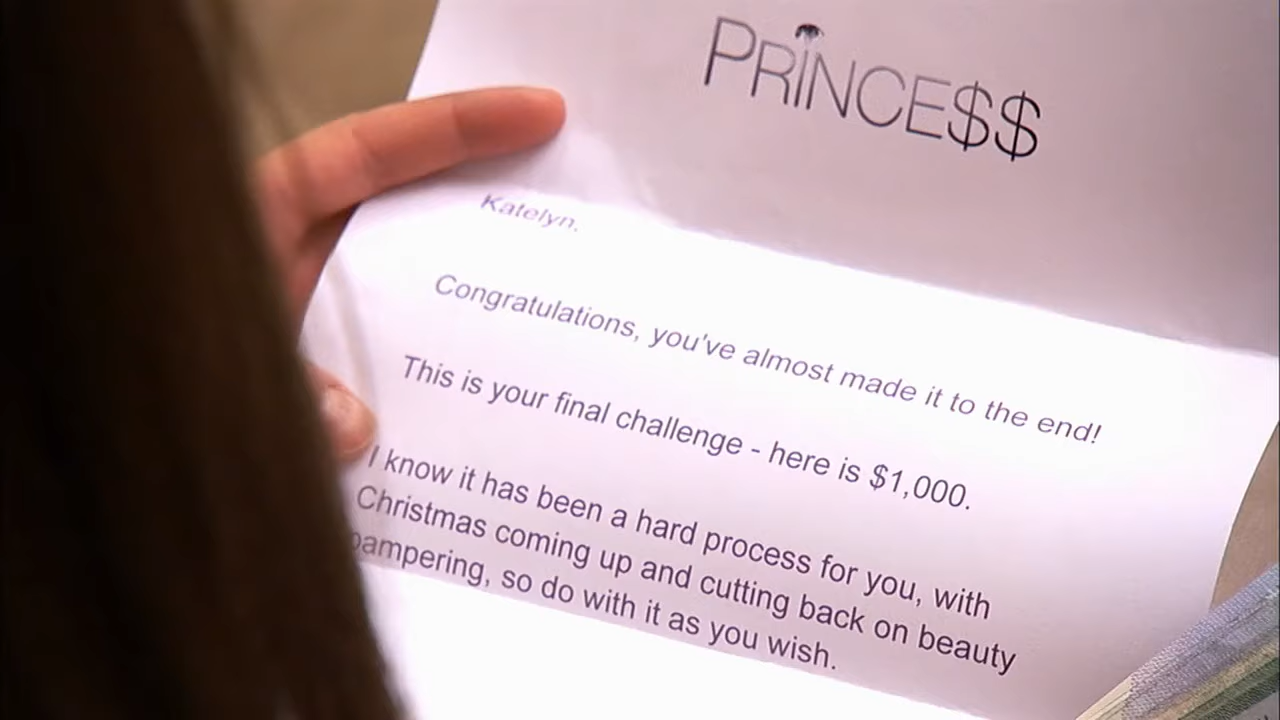 PRiNCE$$
Katelyn,
Congratulations, you've almost made it to the end!
This is your final challenge - here is $1,000.
I know it has been a hard process for you, with
Christmas coming up and cutting back on beauty
pampering, so do with it as you wish.